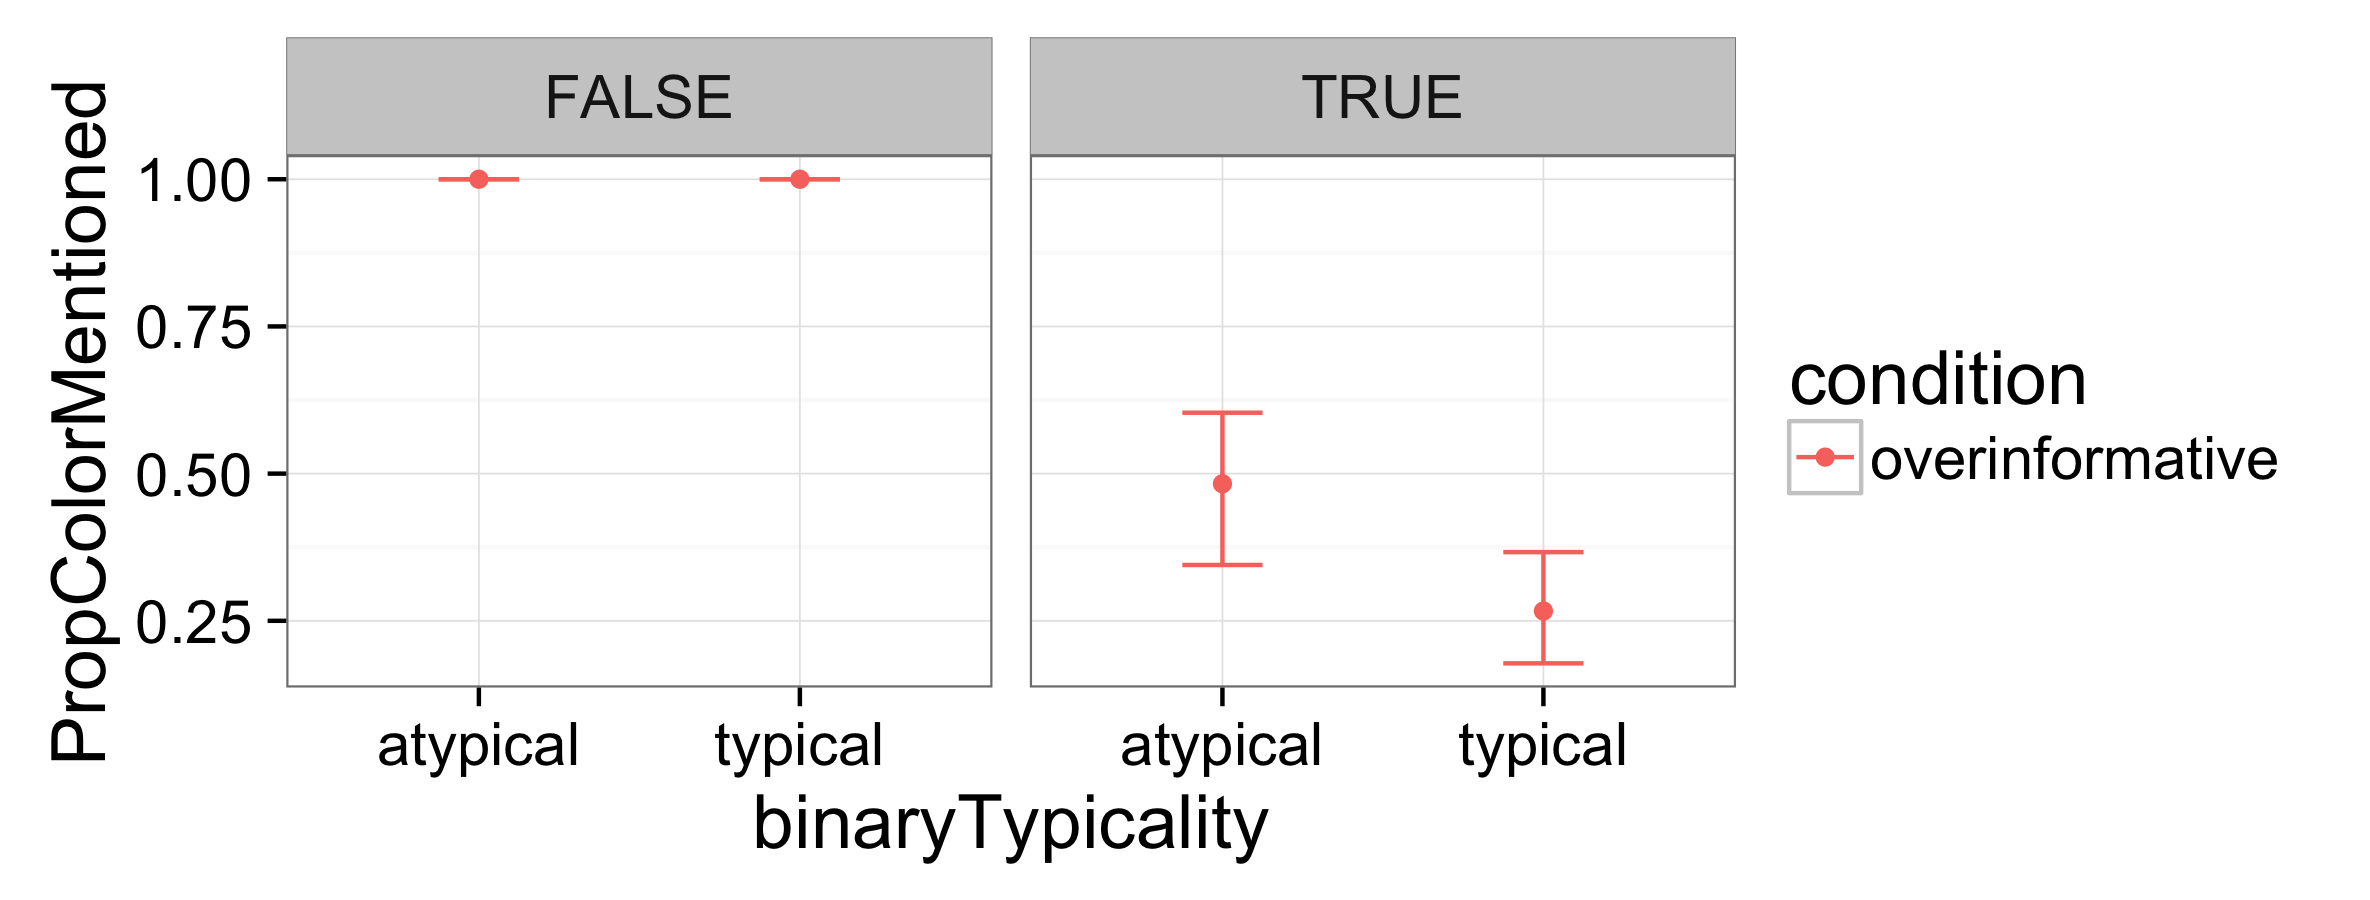 FALSE
TRUE
PropColorMentioned
1.00
0.75
0.50
0.25
atypical
typical
atypical
typical
binaryTypicality
condition
overinformative